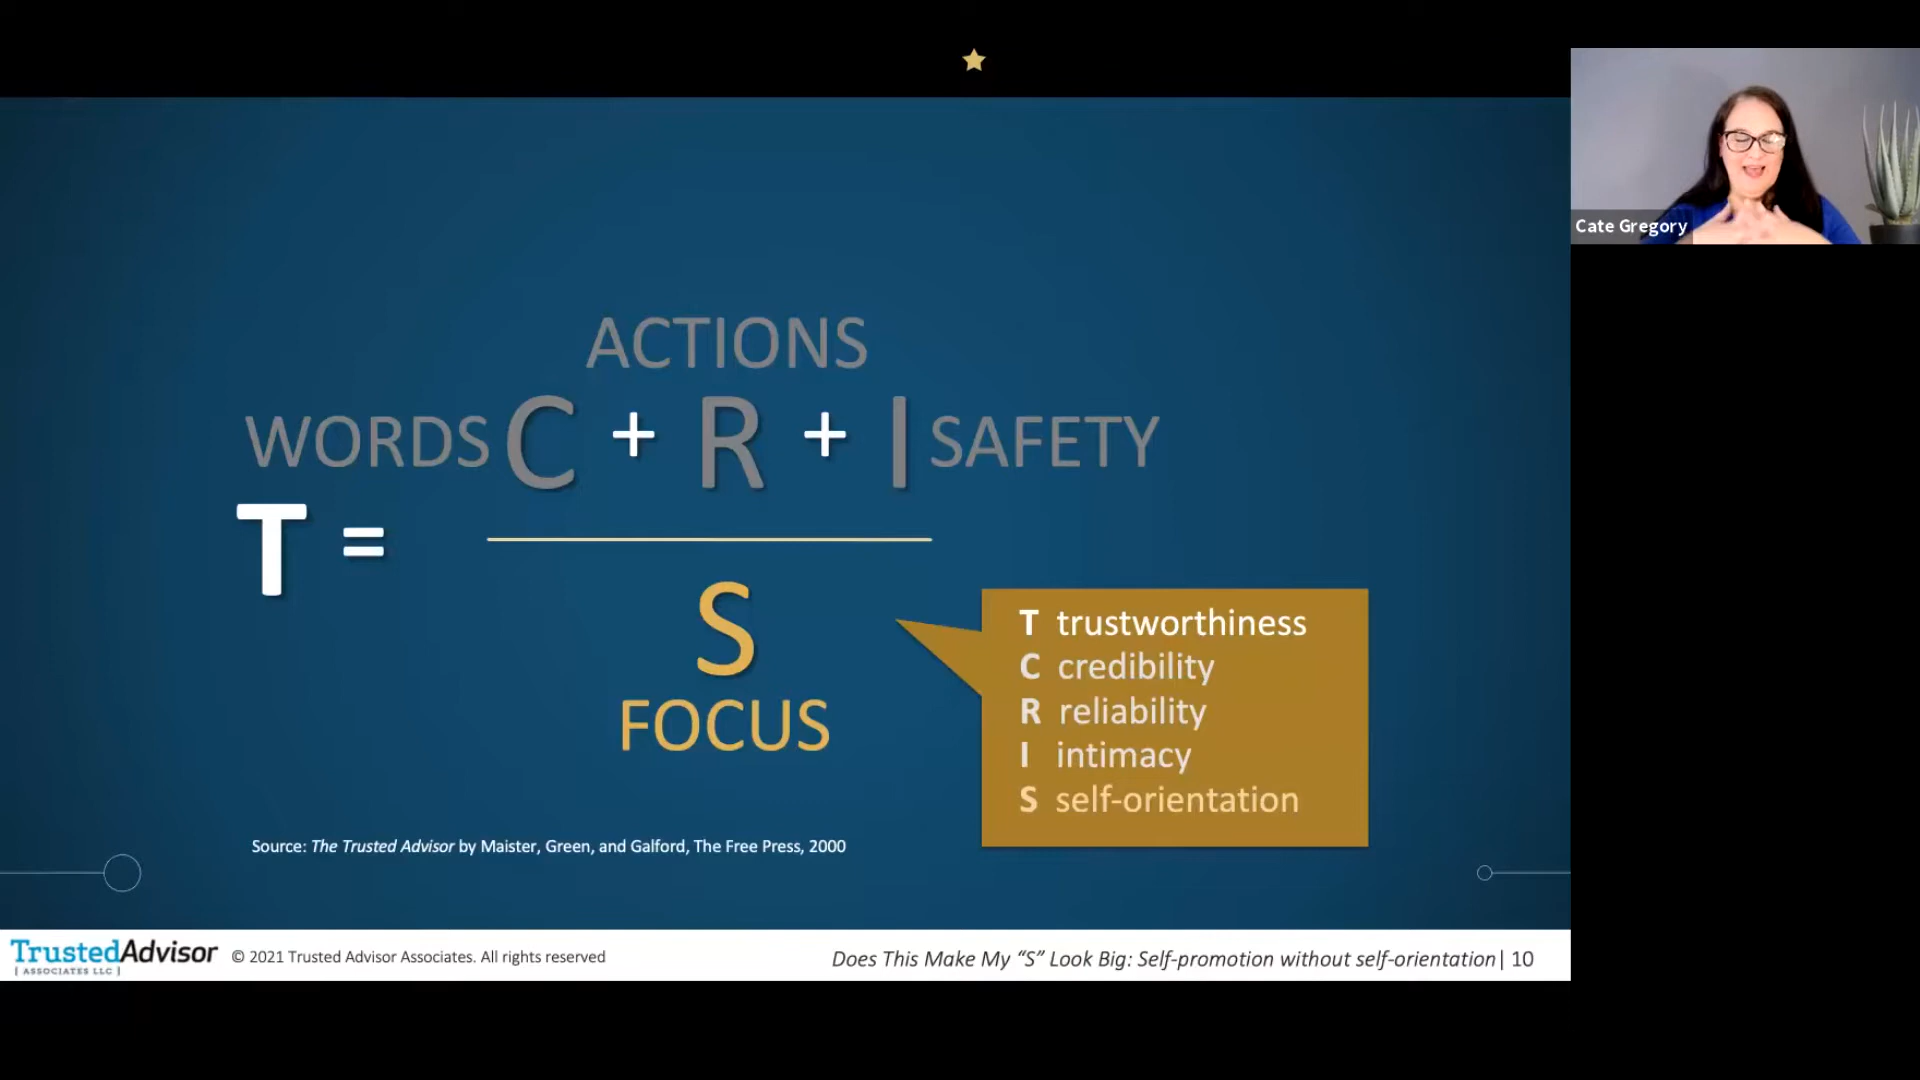 Cate Gregory
ACTIONS
WORDS C + R + I SAFETY
T =
S
FOCUS
T trustworthiness
C credibility
R reliability
I intimacy
S self-orientation
Source: The Trusted Advisor by Maister, Green, and Galford, The Free Press, 2000
TrustedAdvisor
| ASSOCIATES LLC |
© 2021 Trusted Advisor Associates. All rights reserved
Does This Make My “S” Look Big: Self-promotion without self-orientation| 10